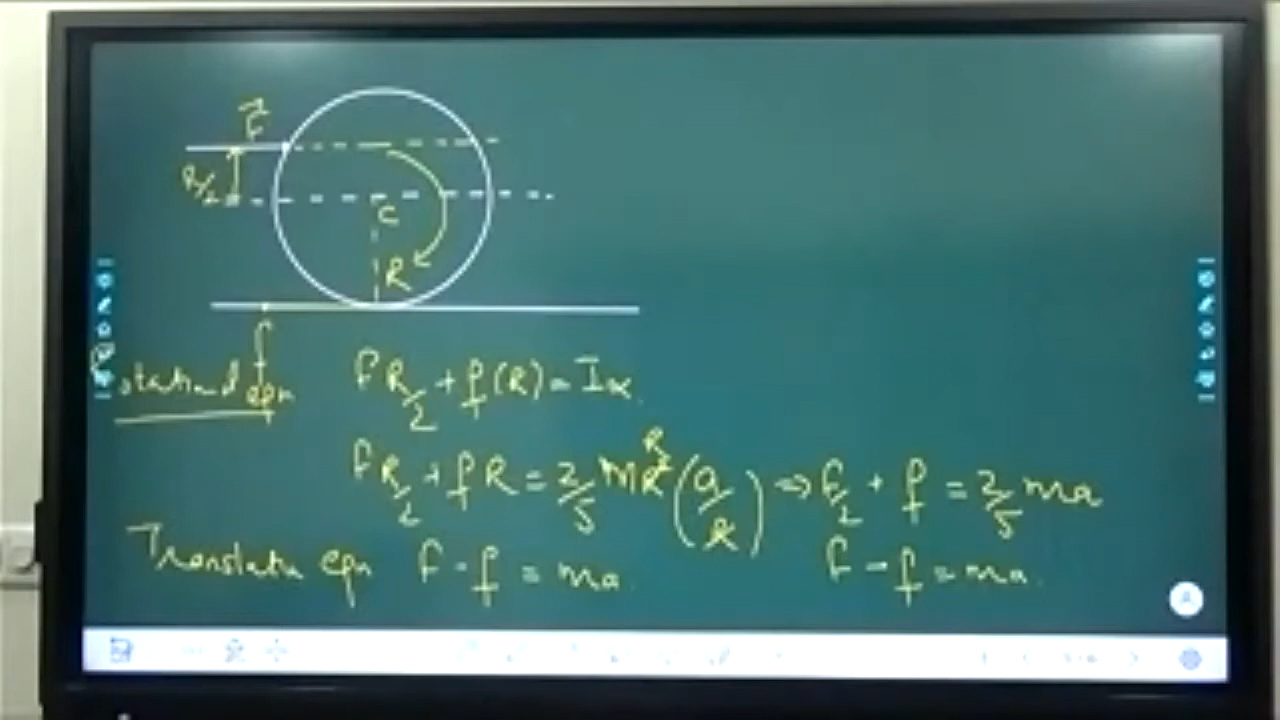 F
R/2
C
R
f
Rotational eqn FR/2 + f(R) = Iα
FR/2 + fR = 2/5 MR² (a/R) ⇒ F/2 + f = 2/5 ma
Translatn eqn F - f = ma F - f = ma